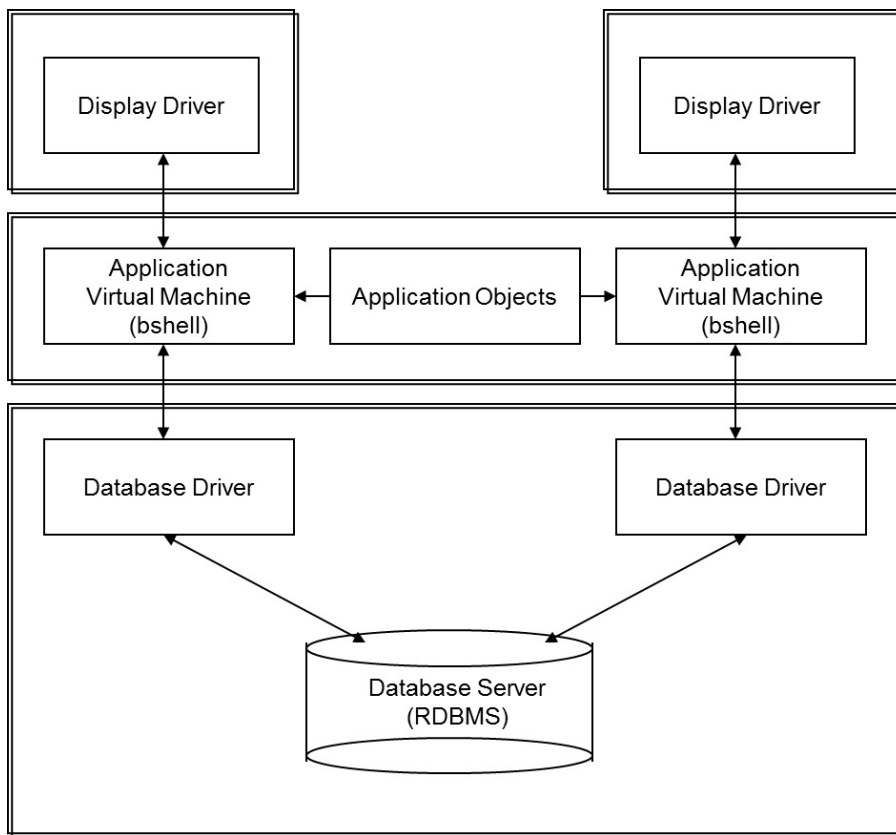 Display Driver
Display Driver
Application
Virtual Machine
(bshell)
Application Objects
Application
Virtual Machine
(bshell)
Database Driver
Database Driver
Database Server
(RDBMS)